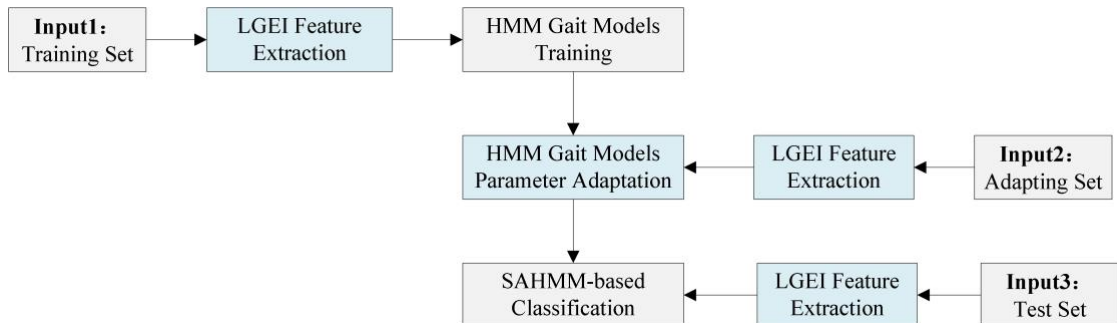 Input1：
Training Set
LGEI Feature
Extraction
HMM Gait Models
Training
HMM Gait Models
Parameter Adaptation
LGEI Feature
Extraction
Input2：
Adapting Set
SAHMM-based
Classification
LGEI Feature
Extraction
Input3：
Test Set